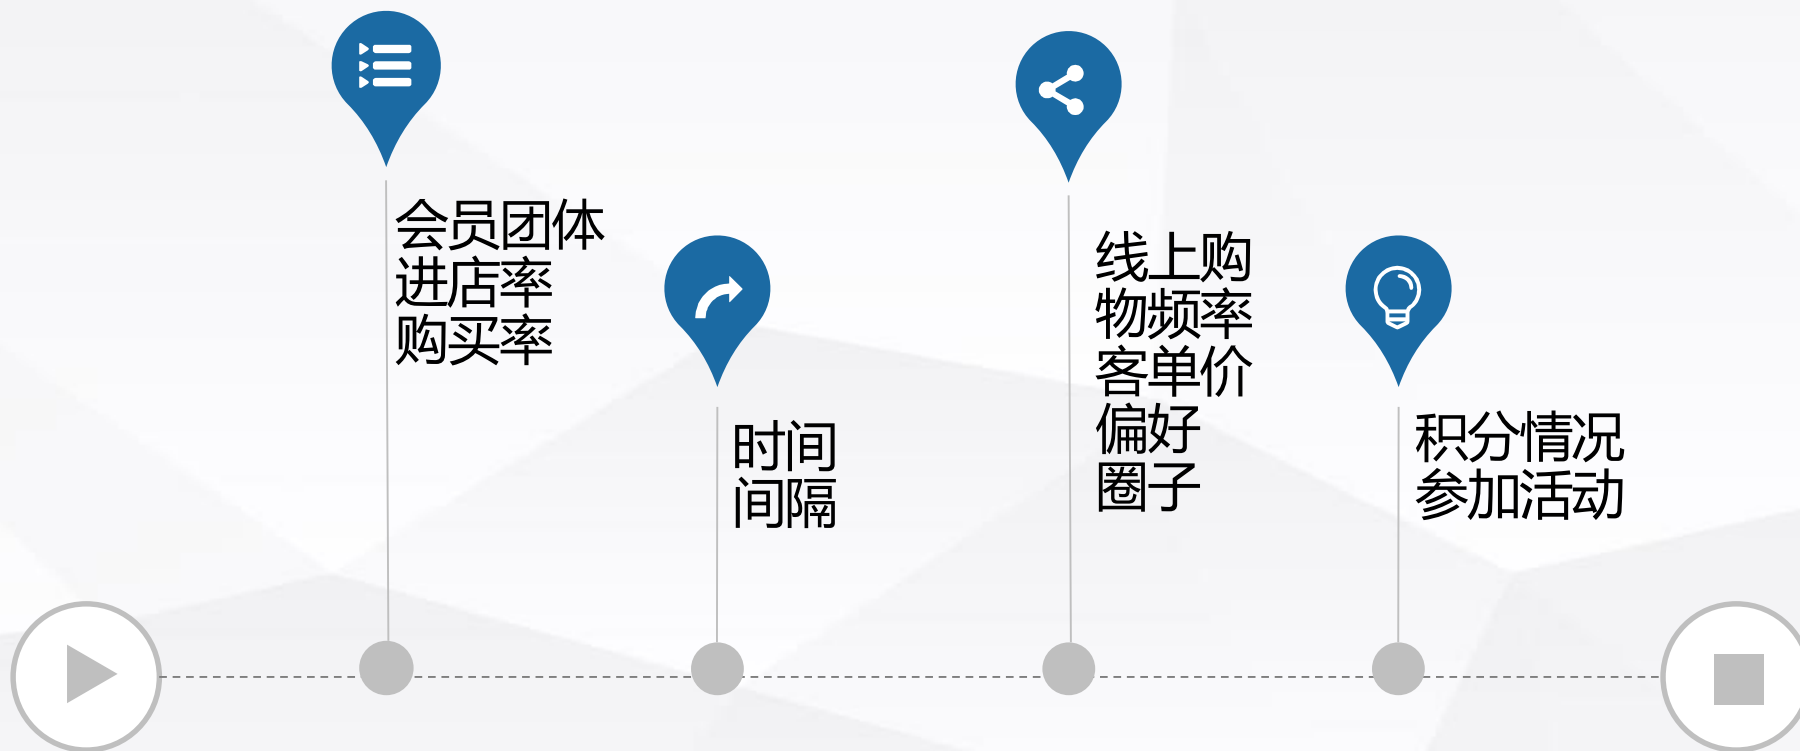 会员团体
进店率
购买率
时间
间隔
线上购
物频率
客单价
偏好
圈子
积分情况
参加活动